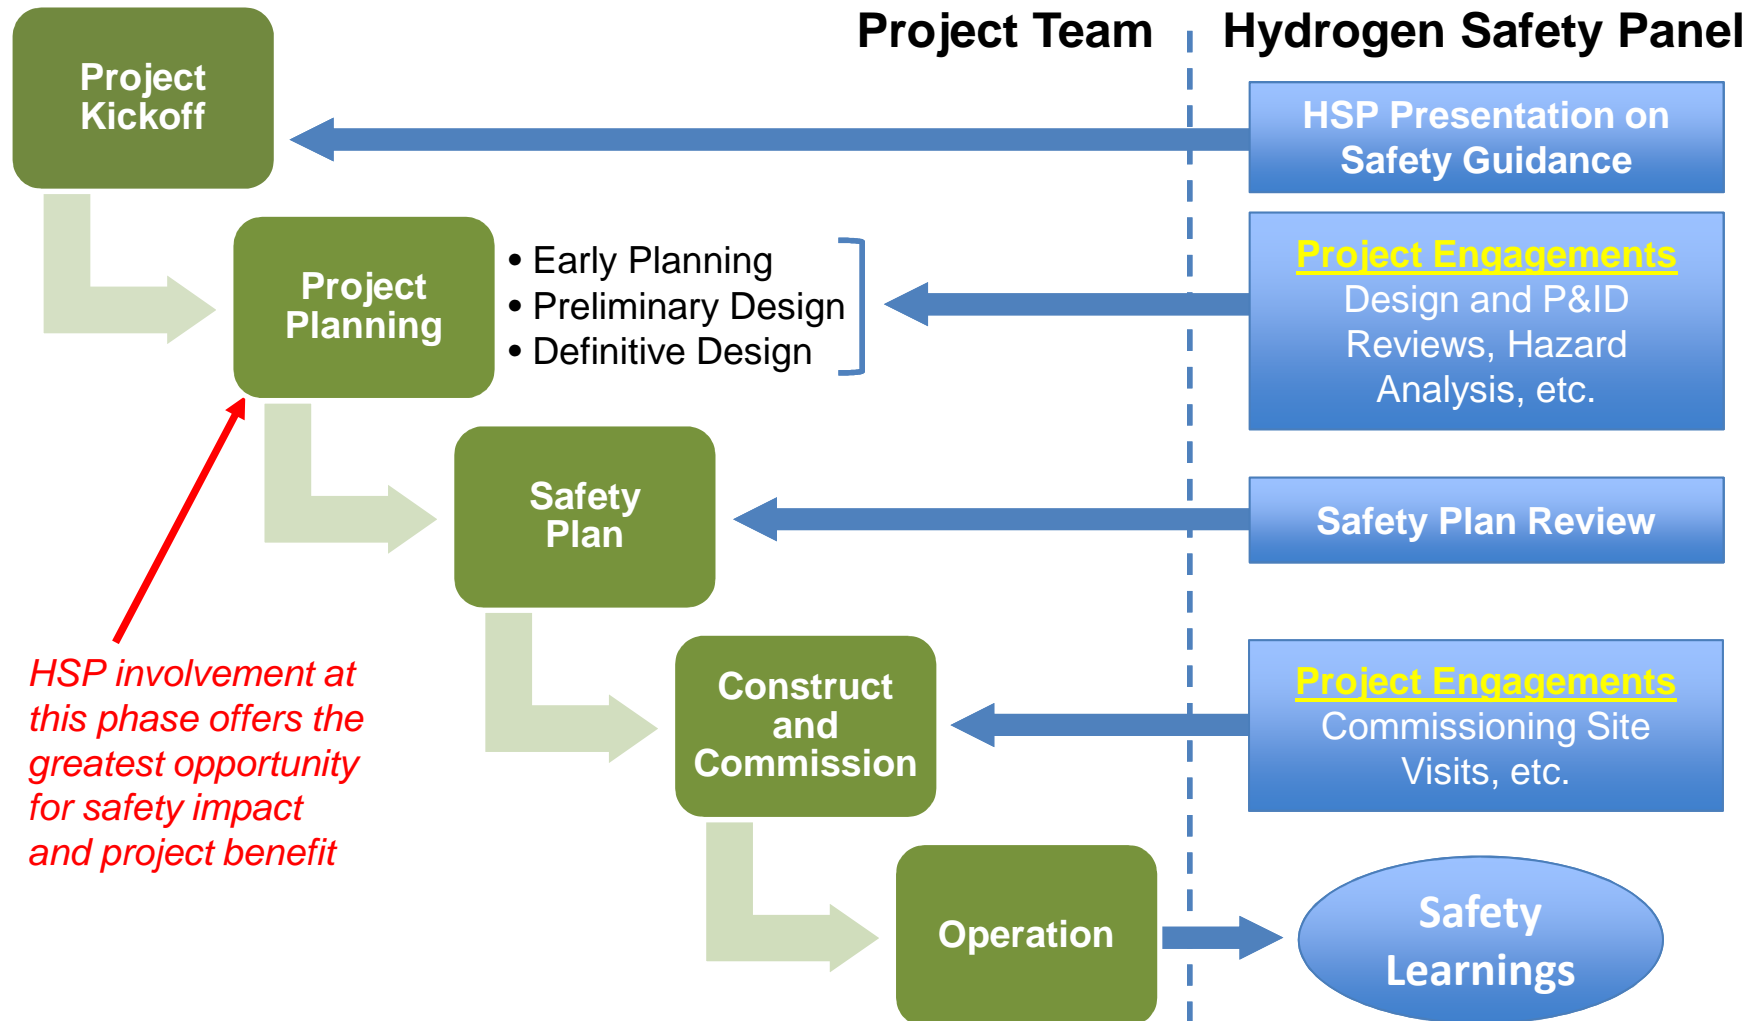 Project Team
Hydrogen Safety Panel
Project
Kickoff
HSP Presentation on
Safety Guidance
Project
Planning
• Early Planning
• Preliminary Design
• Definitive Design
Project Engagements
Design and P&ID
Reviews, Hazard
Analysis, etc.
Safety
Plan
Safety Plan Review
HSP involvement at
this phase offers the
greatest opportunity
for safety impact
and project benefit
Construct
and
Commission
Project Engagements
Commissioning Site
Visits, etc.
Operation
Safety
Learnings